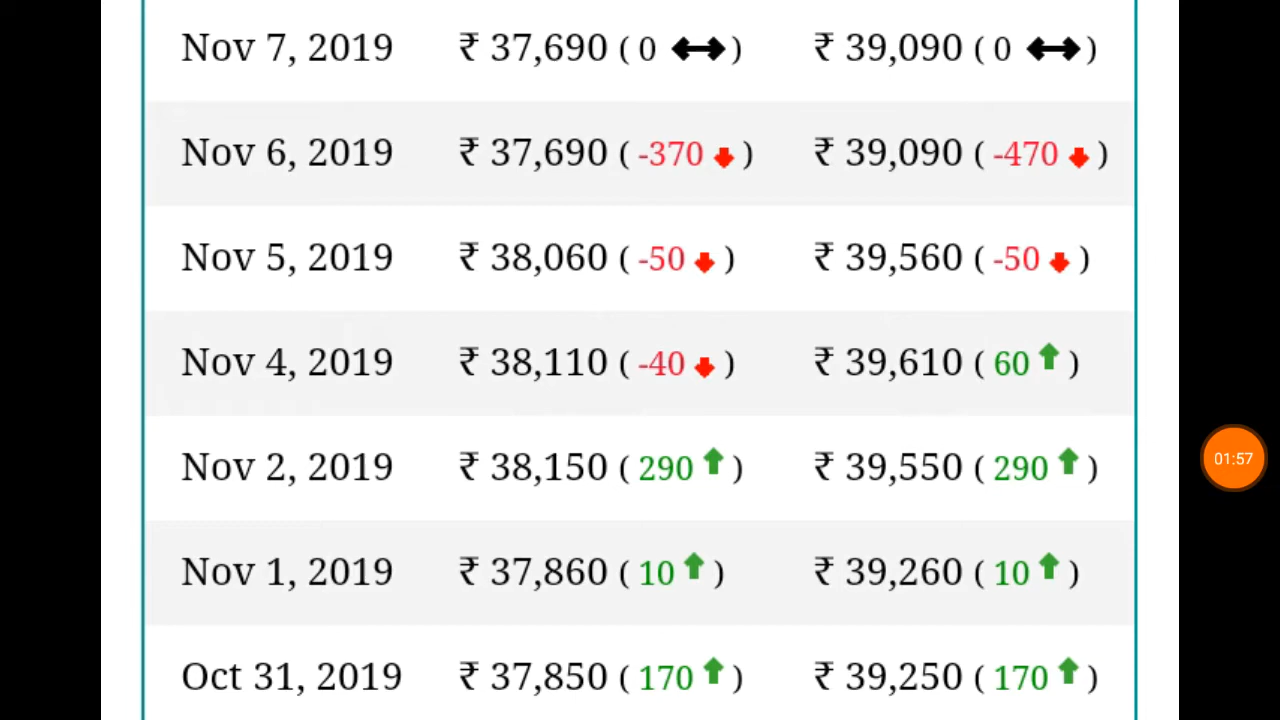 Nov 7, 2019 ₹ 37,690 ( 0 ) ₹ 39,090 ( 0 )
Nov 6, 2019 ₹ 37,690 ( -370 ) ₹ 39,090 ( -470 )
Nov 5, 2019 ₹ 38,060 ( -50 ) ₹ 39,560 ( -50 )
Nov 4, 2019 ₹ 38,110 ( -40 ) ₹ 39,610 ( 60 )
Nov 2, 2019 ₹ 38,150 ( 290 ) ₹ 39,550 ( 290 )
01:57
Nov 1, 2019 ₹ 37,860 ( 10 ) ₹ 39,260 ( 10 )
Oct 31, 2019 ₹ 37,850 ( 170 ) ₹ 39,250 ( 170 )